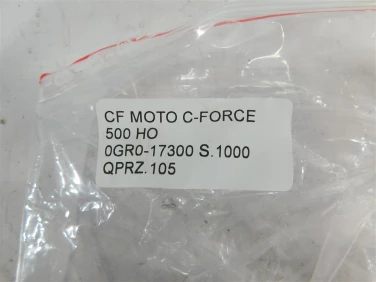 CF MOTO C-FORCE
500 HO
0GR0-17300 S.1000
QPRZ.105